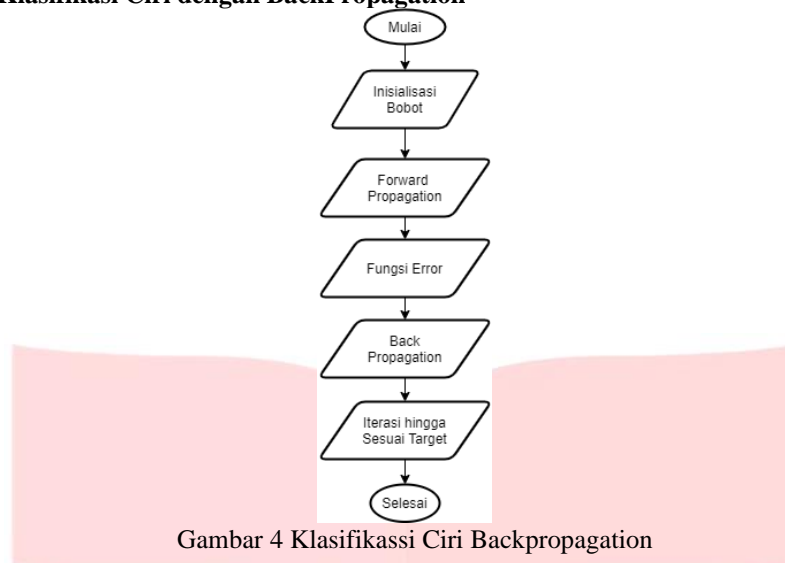 Klasifikasi Ciri dengan BackPropagation
Mulai
Inisialisasi
Bobot
Forward
Propagation
Fungsi Error
Back
Propagation
Iterasi hingga
Sesuai Target
Selesai
Gambar 4 Klasifikassi Ciri Backpropagation